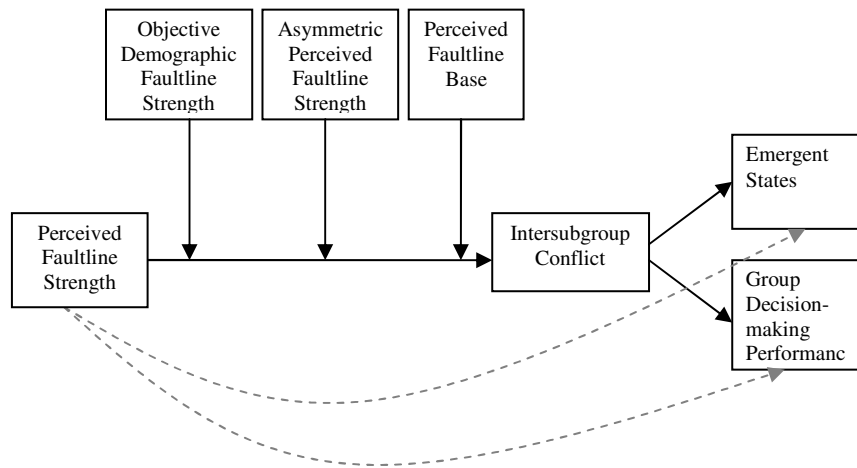 Objective
Demographic
Faultline
Strength
Asymmetric
Perceived
Faultline
Strength
Perceived
Faultline
Base
Emergent
States
Perceived
Faultline
Strength
Intersubgroup
Conflict
Group
Decision-
making
Performanc